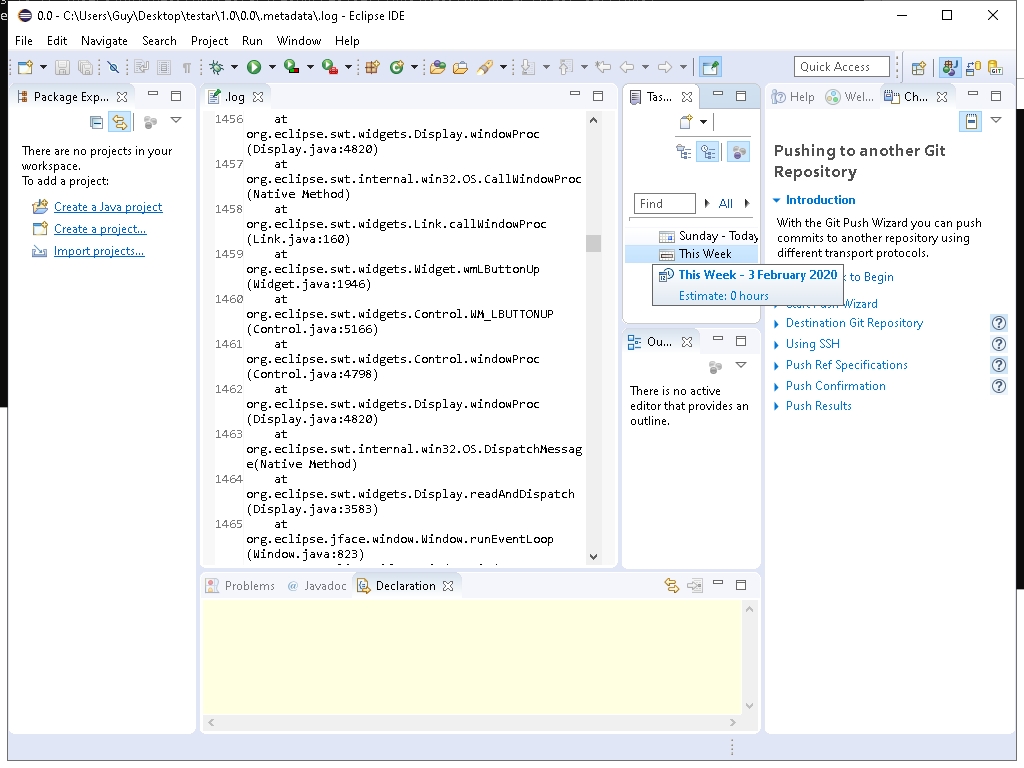 0.0 - C:\Users\Guy\Desktop\testar\1.0\0.0\.metadata\.log - Eclipse IDE
File Edit Navigate Search Project Run Window Help
Quick Access
Package Exp...
There are no projects in your
workspace.
To add a project:
Create a Java project
Create a project...
Import projects...
.log
1456 at
org.eclipse.swt.widgets.Display.windowProc
(Display.java:4820)
1457 at
org.eclipse.swt.internal.win32.OS.CallWindowProc
(Native Method)
1458 at
org.eclipse.swt.widgets.Link.callWindowProc
(Link.java:160)
1459 at
org.eclipse.swt.widgets.Widget.wmLButtonUp
(Widget.java:1946)
1460 at
org.eclipse.swt.widgets.Control.WM_LBUTTONUP
(Control.java:5166)
1461 at
org.eclipse.swt.widgets.Control.windowProc
(Control.java:4798)
1462 at
org.eclipse.swt.widgets.Display.windowProc
(Display.java:4820)
1463 at
org.eclipse.swt.internal.win32.OS.DispatchMessag
e(Native Method)
1464 at
org.eclipse.swt.widgets.Display.readAndDispatch
(Display.java:3583)
1465 at
org.eclipse.jface.window.Window.runEventLoop
(Window.java:823)
Tas...
Find
All
Sunday - Today
This Week
This Week - 3 February 2020
Estimate: 0 hours
Ou...
There is no active
editor that provides an
outline.
Help Wel... Ch...
Pushing to another Git
Repository
Introduction
With the Git Push Wizard you can push
commits to another repository using
different transport protocols.
to Begin
Start Push Wizard
Destination Git Repository
Using SSH
Push Ref Specifications
Push Confirmation
Push Results
Problems @ Javadoc Declaration